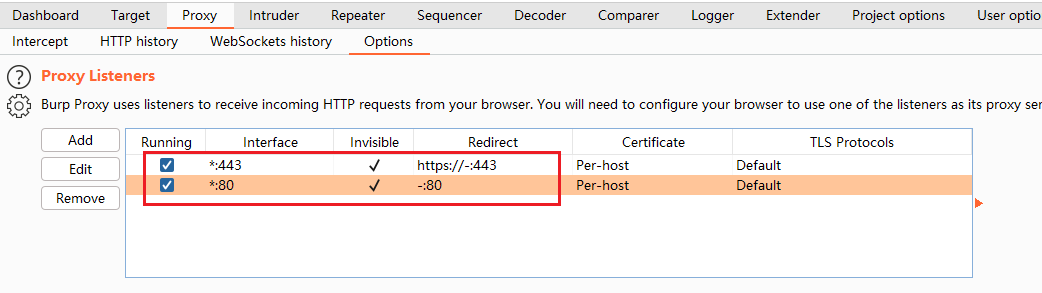 Dashboard Target Proxy Intruder Repeater Sequencer Decoder Comparer Logger Extender Project options User optio
Intercept HTTP history WebSockets history Options
? Proxy Listeners
Burp Proxy uses listeners to receive incoming HTTP requests from your browser. You will need to configure your browser to use one of the listeners as its proxy ser
Add
Running Interface Invisible Redirect Certificate TLS Protocols
Edit
*:443 https://-:443 Per-host Default
*:80 -:80 Per-host Default
Remove